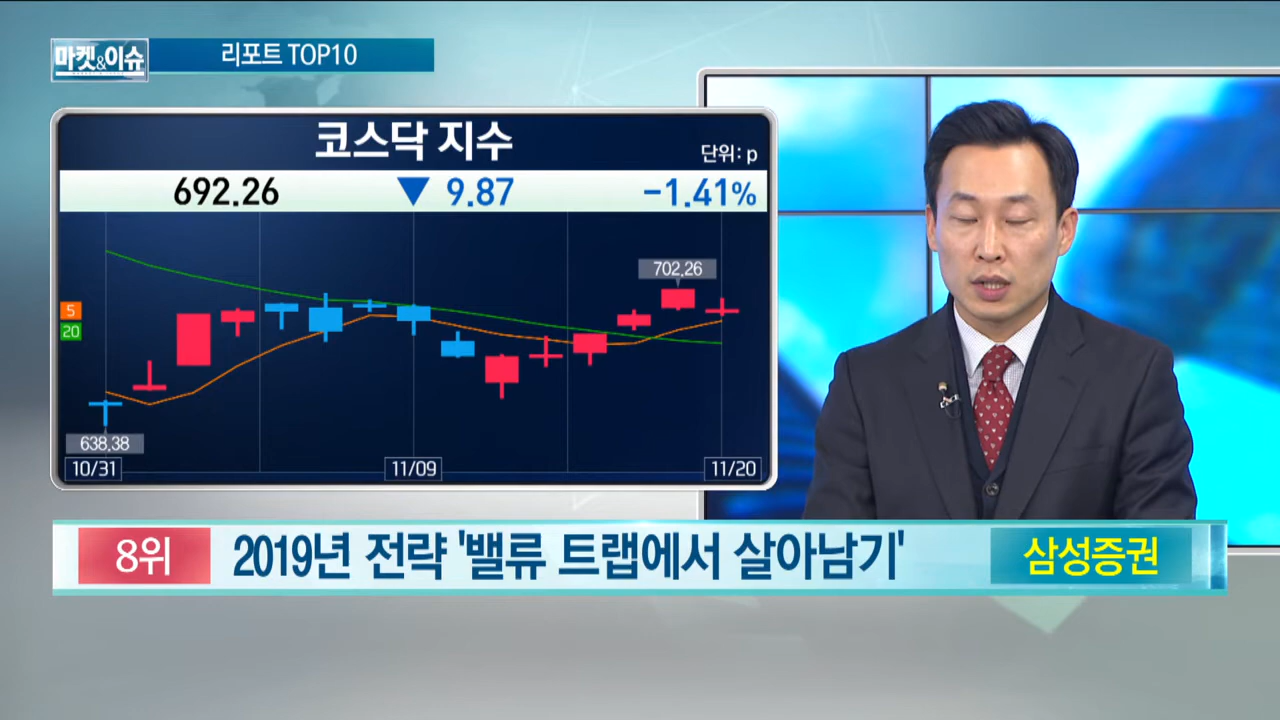 마켓&이슈
리포트 TOP10
코스닥 지수
단위: p
692.26 ▼ 9.87 -1.41%
702.26
5
20
638.38
10/31 11/09 11/20
8위 2019년 전략 '밸류 트랩에서 살아남기' 삼성증권